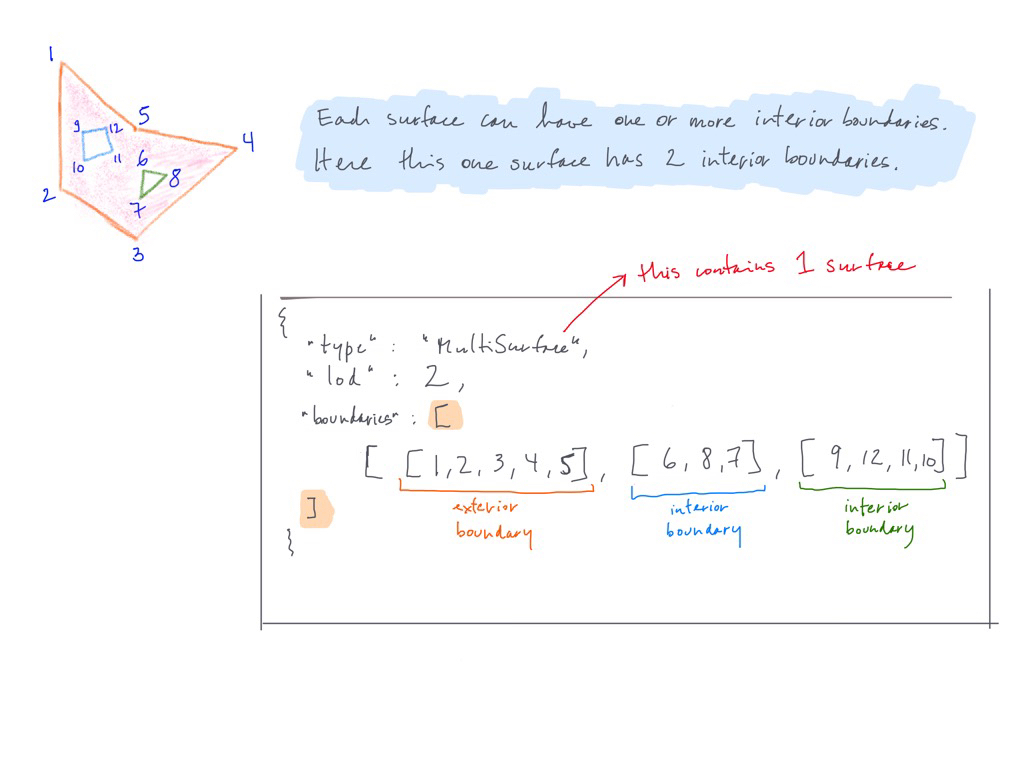 1
5
4
9
12
10
11
6
8
2
7
3
Each surface can have one or more interior boundaries.
Here this one surface has 2 interior boundaries.
this contains 1 surface
{
"type" : "MultiSurface",
"lod" : 2,
"boundaries" : [
[ [1, 2, 3, 4, 5], [6, 8, 7], [9, 12, 11, 10] ]
exterior boundary
interior boundary
interior boundary
]
}